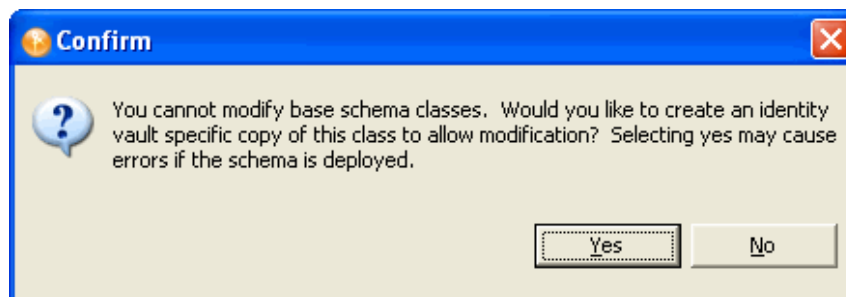 Confirm
You cannot modify base schema classes.  Would you like to create an identity
vault specific copy of this class to allow modification?  Selecting yes may cause
errors if the schema is deployed.
Yes
No